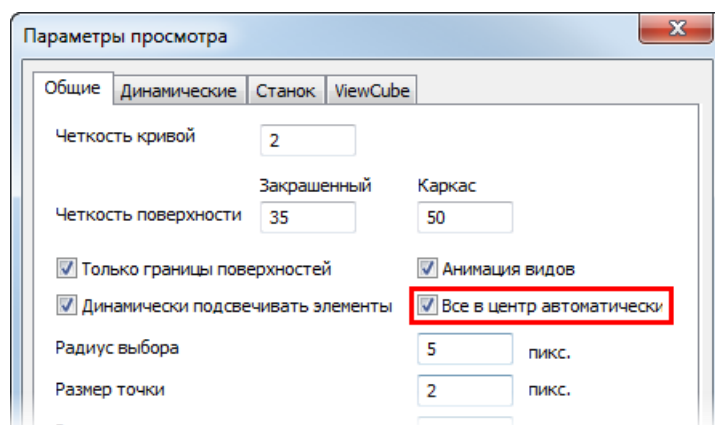 Параметры просмотра
Общие Динамические Станок ViewCube
Четкость кривой 2
Закрашенный Каркас
Четкость поверхности 35 50
Только границы поверхностей Анимация видов
Динамически подсвечивать элементы Все в центр автоматически
Радиус выбора 5 пикс.
Размер точки 2 пикс.